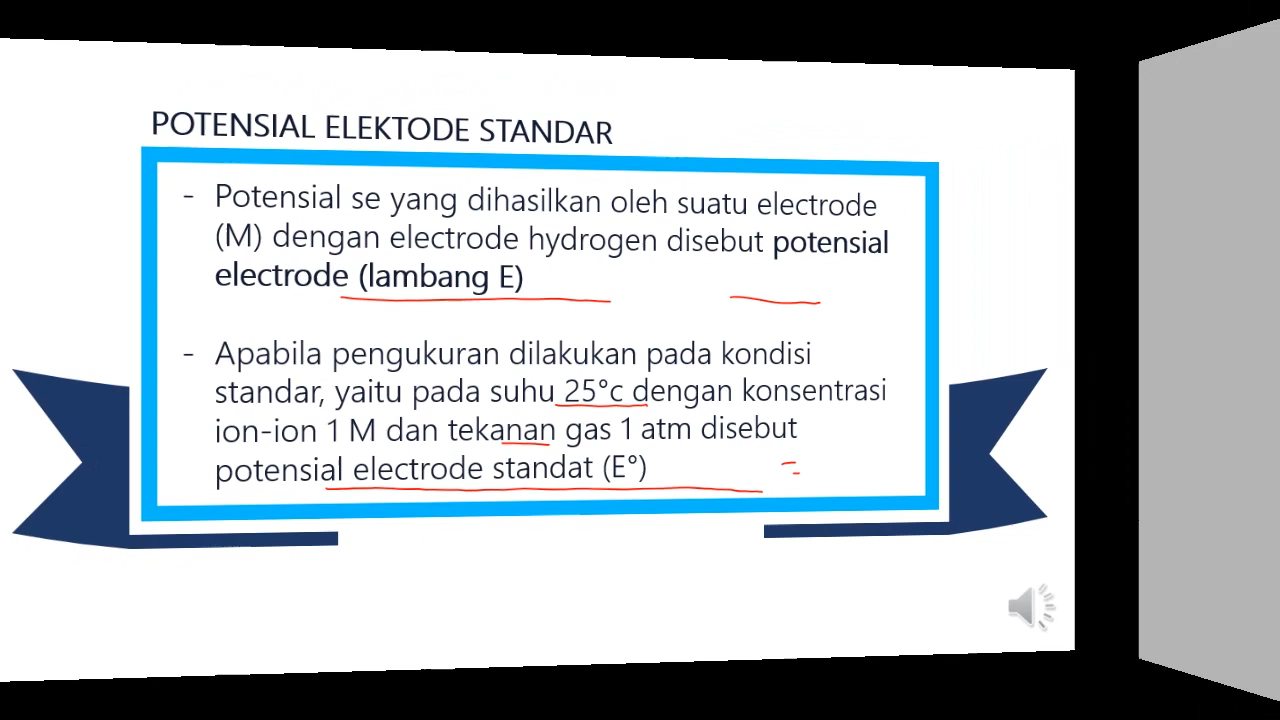 POTENSIAL ELEKTODE STANDAR
- Potensial se yang dihasilkan oleh suatu electrode
(M) dengan electrode hydrogen disebut potensial
electrode (lambang E)
- Apabila pengukuran dilakukan pada kondisi
standar, yaitu pada suhu 25°c dengan konsentrasi
ion-ion 1 M dan tekanan gas 1 atm disebut
potensial electrode standat (E°)